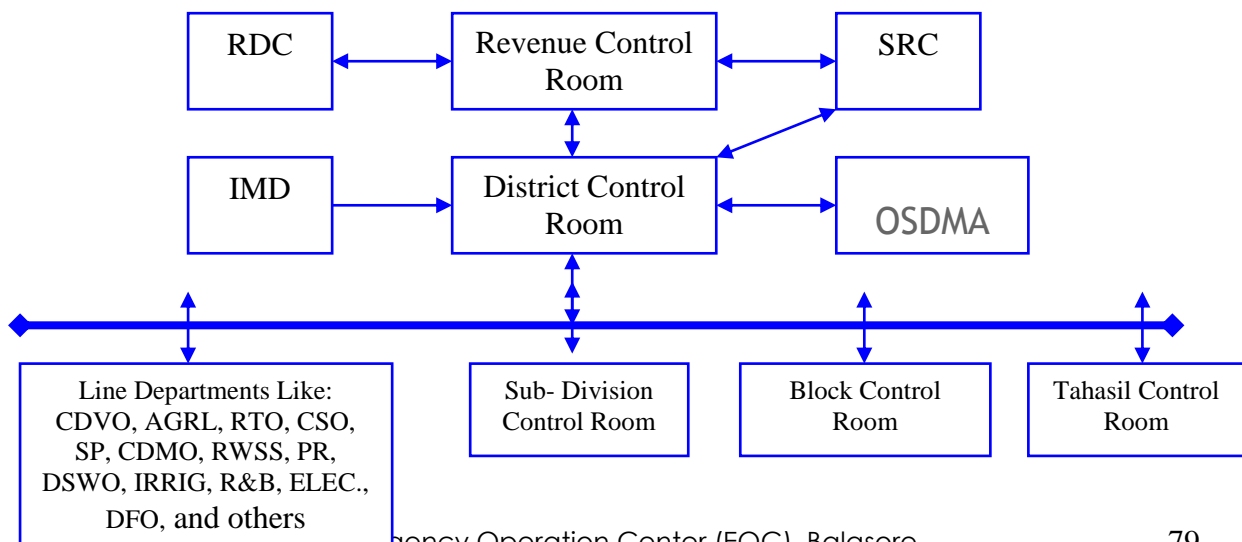 RDC
Revenue Control
Room
SRC
IMD
District Control
Room
OSDMA
Line Departments Like:
CDVO, AGRL, RTO, CSO,
SP, CDMO, RWSS, PR,
DSWO, IRRIG, R&B, ELEC.,
DFO, and others
Sub- Division
Control Room
Block Control
Room
Tahasil Control
Room
Operation Center (EOC), Balasore
79